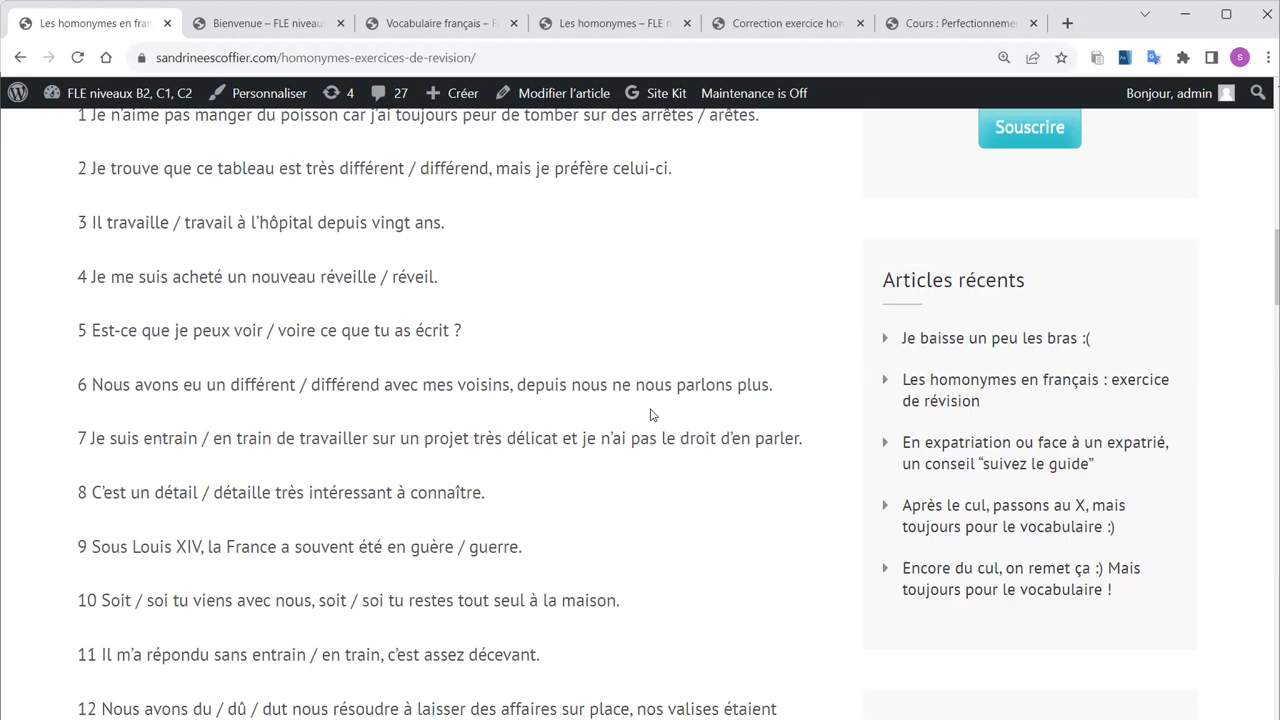 Les homonymes en fran
Bienvenue – FLE niveau
Vocabulaire français – F
Les homonymes – FLE n
Correction exercice hom
Cours : Perfectionneme
sandrineescoffier.com/homonymes-exercices-de-revision/
S
FLE niveaux B2, C1, C2
Personnaliser
4
27
Créer
Modifier l'article
Site Kit
Maintenance is Off
Bonjour, admin
1 Je n'aime pas manger du poisson car j'ai toujours peur de tomber sur des arrêtes / arêtes.
2 Je trouve que ce tableau est très différent / différend, mais je préfère celui-ci.
3 Il travaille / travail à l'hôpital depuis vingt ans.
4 Je me suis acheté un nouveau réveille / réveil.
5 Est-ce que je peux voir / voire ce que tu as écrit ?
6 Nous avons eu un différent / différend avec mes voisins, depuis nous ne nous parlons plus.
7 Je suis entrain / en train de travailler sur un projet très délicat et je n'ai pas le droit d'en parler.
8 C'est un détail / détaille très intéressant à connaître.
9 Sous Louis XIV, la France a souvent été en guère / guerre.
10 Soit / soi tu viens avec nous, soit / soi tu restes tout seul à la maison.
11 Il m'a répondu sans entrain / en train, c'est assez décevant.
12 Nous avons du / dû / dut nous résoudre à laisser des affaires sur place, nos valises étaient
Souscrire
Articles récents
Je baisse un peu les bras :(
Les homonymes en français : exercice
de révision
En expatriation ou face à un expatrié,
un conseil “suivez le guide”
Après le cul, passons au X, mais
toujours pour le vocabulaire :)
Encore du cul, on remet ça :) Mais
toujours pour le vocabulaire !